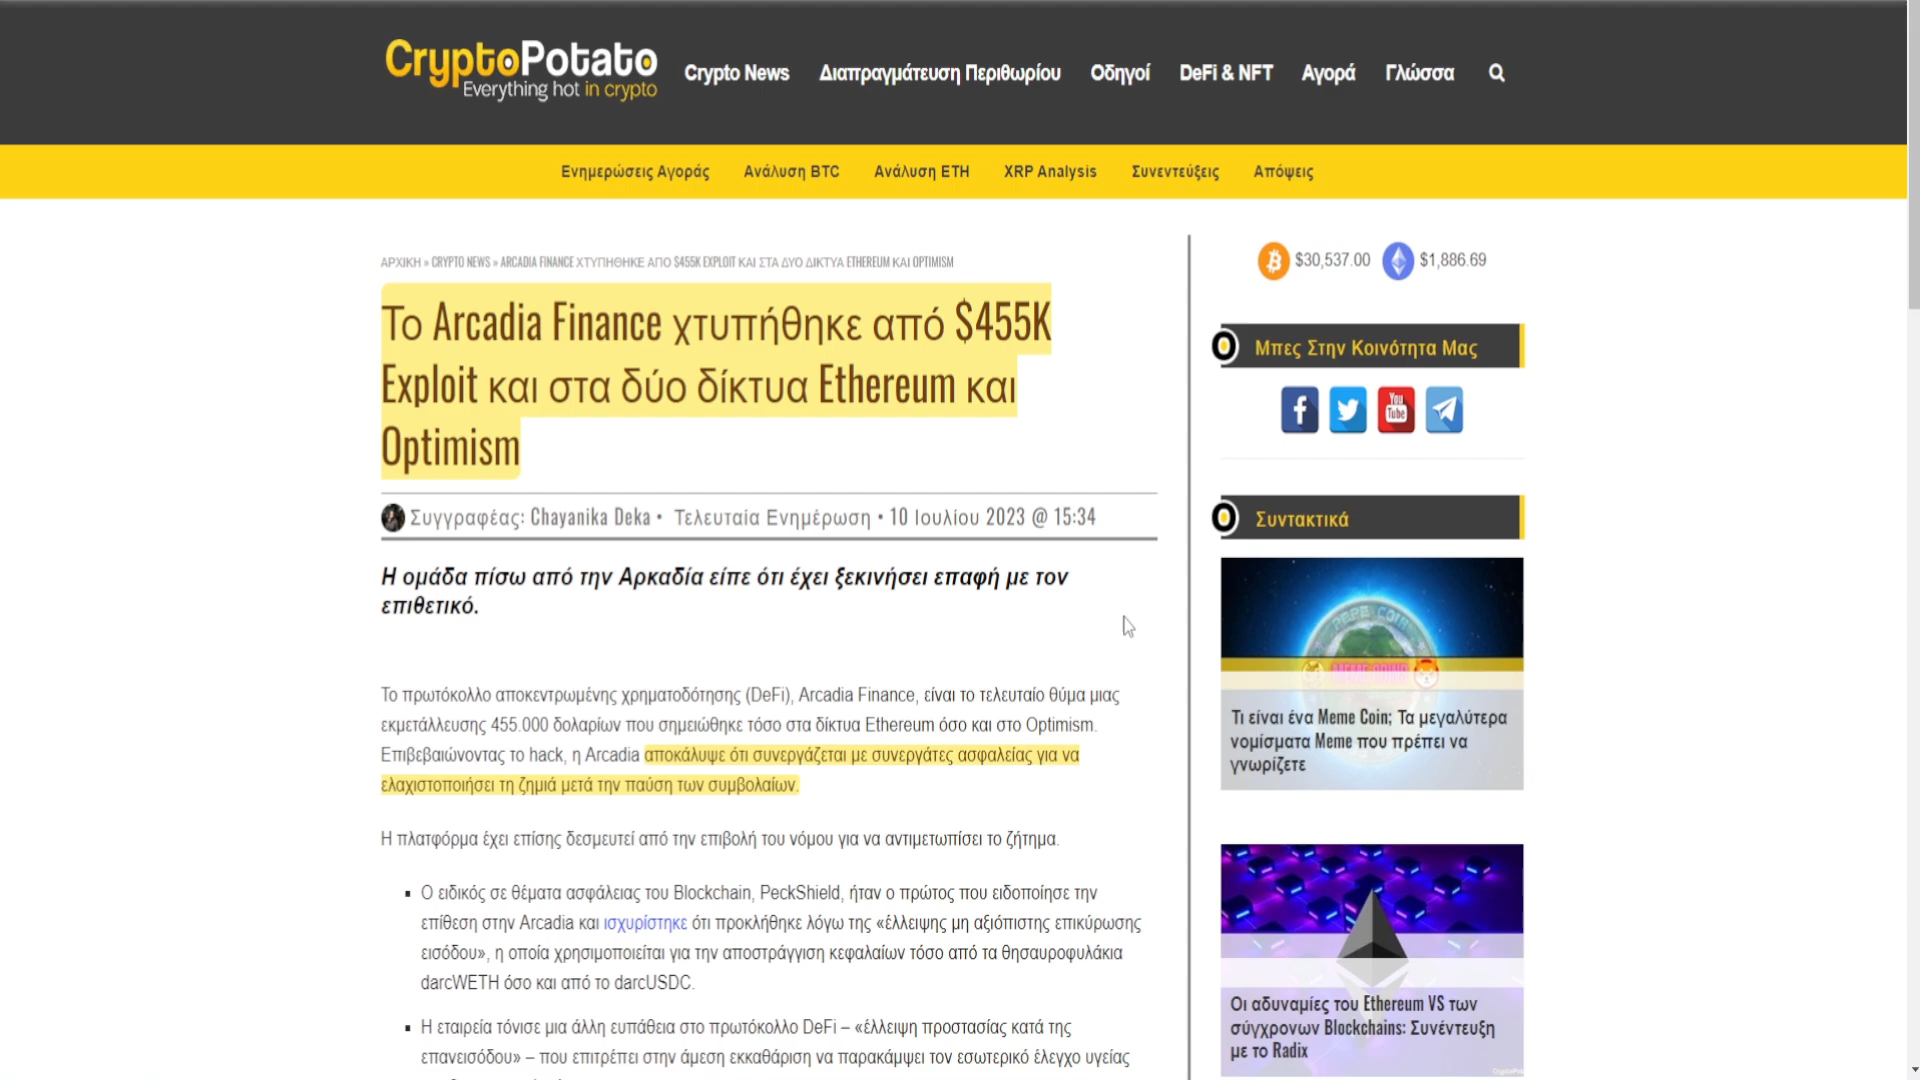 CryptoPotato
Everything hot in crypto
Crypto News
Διαπραγμάτευση Περιθωρίου
Οδηγοί
DeFi & NFT
Αγορά
Γλώσσα
Ενημερώσεις Αγοράς
Ανάλυση BTC
Ανάλυση ETH
XRP Analysis
Συνεντεύξεις
Απόψεις
ΑΡΧΙΚΗ » CRYPTO NEWS » ARCADIA FINANCE ΧΤΥΠΗΘΗΚΕ ΑΠΟ $455K EXPLOIT ΚΑΙ ΣΤΑ ΔΥΟ ΔΙΚΤΥΑ ETHEREUM ΚΑΙ OPTIMISM
Το Arcadia Finance χτυπήθηκε από $455K
Exploit και στα δύο δίκτυα Ethereum και
Optimism
Συγγραφέας: Chayanika Deka • Τελευταία Ενημέρωση • 10 Ιουλίου 2023 @ 15:34
Η ομάδα πίσω από την Αρκαδία είπε ότι έχει ξεκινήσει επαφή με τον
επιθετικό.
Το πρωτόκολλο αποκεντρωμένης χρηματοδότησης (DeFi), Arcadia Finance, είναι το τελευταίο θύμα μιας
εκμετάλλευσης 455.000 δολαρίων που σημειώθηκε τόσο στα δίκτυα Ethereum όσο και στο Optimism.
Επιβεβαιώνοντας το hack, η Arcadia αποκάλυψε ότι συνεργάζεται με συνεργάτες ασφαλείας για να
ελαχιστοποιήσει τη ζημιά μετά την παύση των συμβολαίων.
Η πλατφόρμα έχει επίσης δεσμευτεί από την επιβολή του νόμου για να αντιμετωπίσει το ζήτημα.
▪ Ο ειδικός σε θέματα ασφάλειας του Blockchain, PeckShield, ήταν ο πρώτος που ειδοποίησε την
επίθεση στην Arcadia και ισχυρίστηκε ότι προκλήθηκε λόγω της «έλλειψης μη αξιόπιστης επικύρωσης
εισόδου», η οποία χρησιμοποιείται για την αποστράγγιση κεφαλαίων τόσο από τα θησαυροφυλάκια
darcWETH όσο και από το darcUSDC.
▪ Η εταιρεία τόνισε μια άλλη ευπάθεια στο πρωτόκολλο DeFi – «έλλειψη προστασίας κατά της
επανεισόδου» – που επιτρέπει στην άμεση εκκαθάριση να παρακάμψει τον εσωτερικό έλεγχο υγείας
$30,537.00
$1,886.69
Μπες Στην Κοινότητα Μας
You
Tube
Συντακτικά
PEPE COIN
Τι είναι ένα Meme Coin; Τα μεγαλύτερα
νομίσματα Meme που πρέπει να
γνωρίζετε
Οι αδυναμίες του Ethereum VS των
σύγχρονων Blockchains: Συνέντευξη
με το Radix